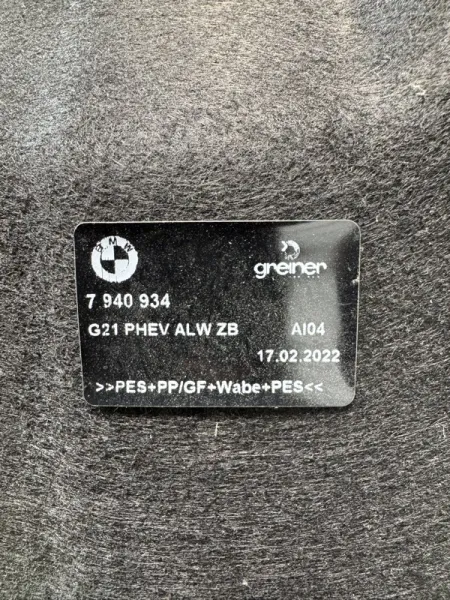 BMW
greiner
7 940 934
G21 PHEV ALW ZB AI04
17.02.2022
>>PES+PP/GF+Wabe+PES<<